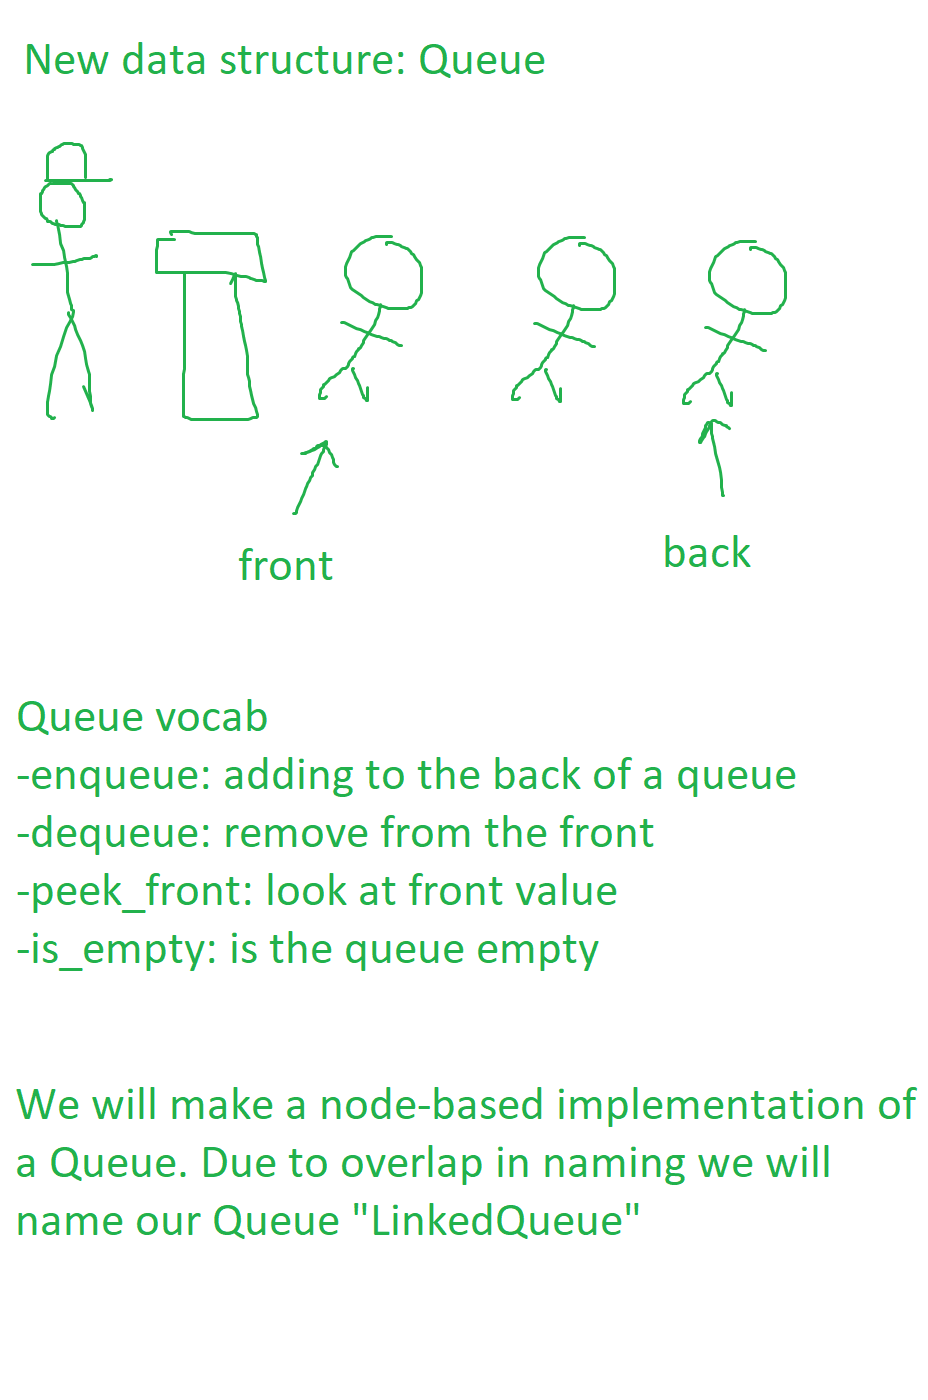 New data structure: Queue
front
back
Queue vocab
-enqueue: adding to the back of a queue
-dequeue: remove from the front
-peek_front: look at front value
-is_empty: is the queue empty
We will make a node-based implementation of
a Queue. Due to overlap in naming we will
name our Queue "LinkedQueue"